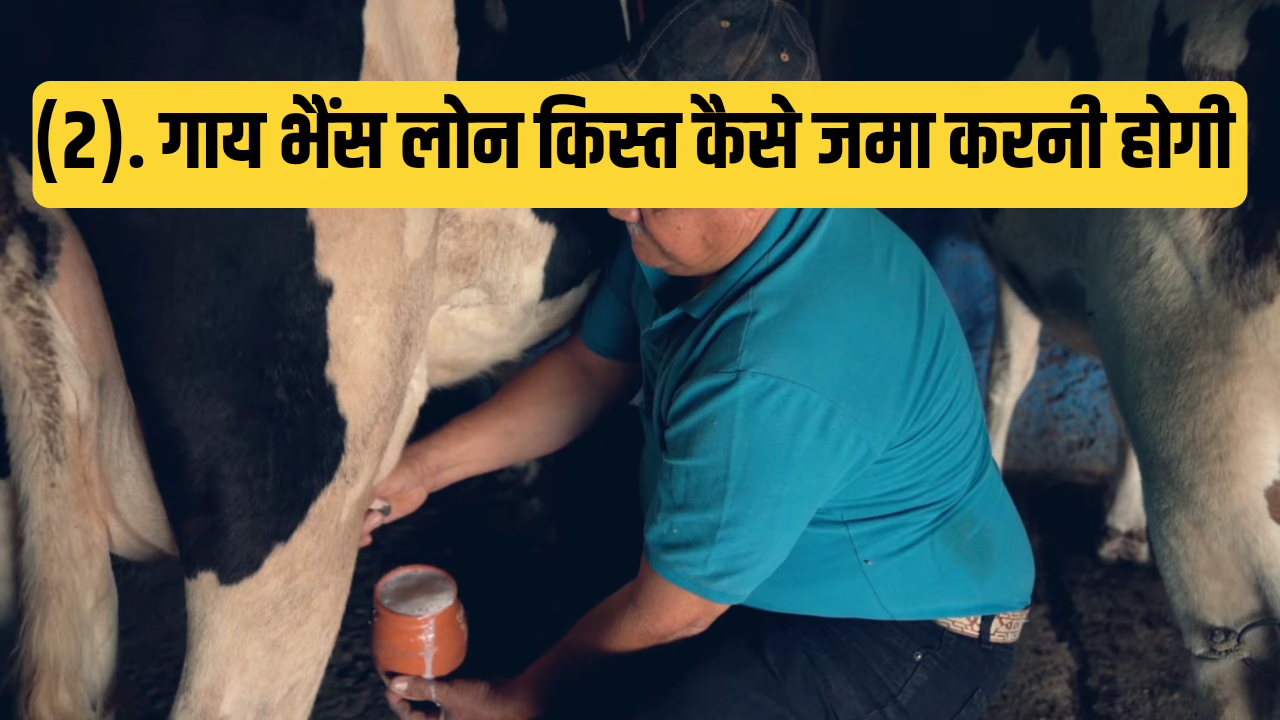 (2). गाय भैंस लोन किस्त कैसे जमा करनी होगी